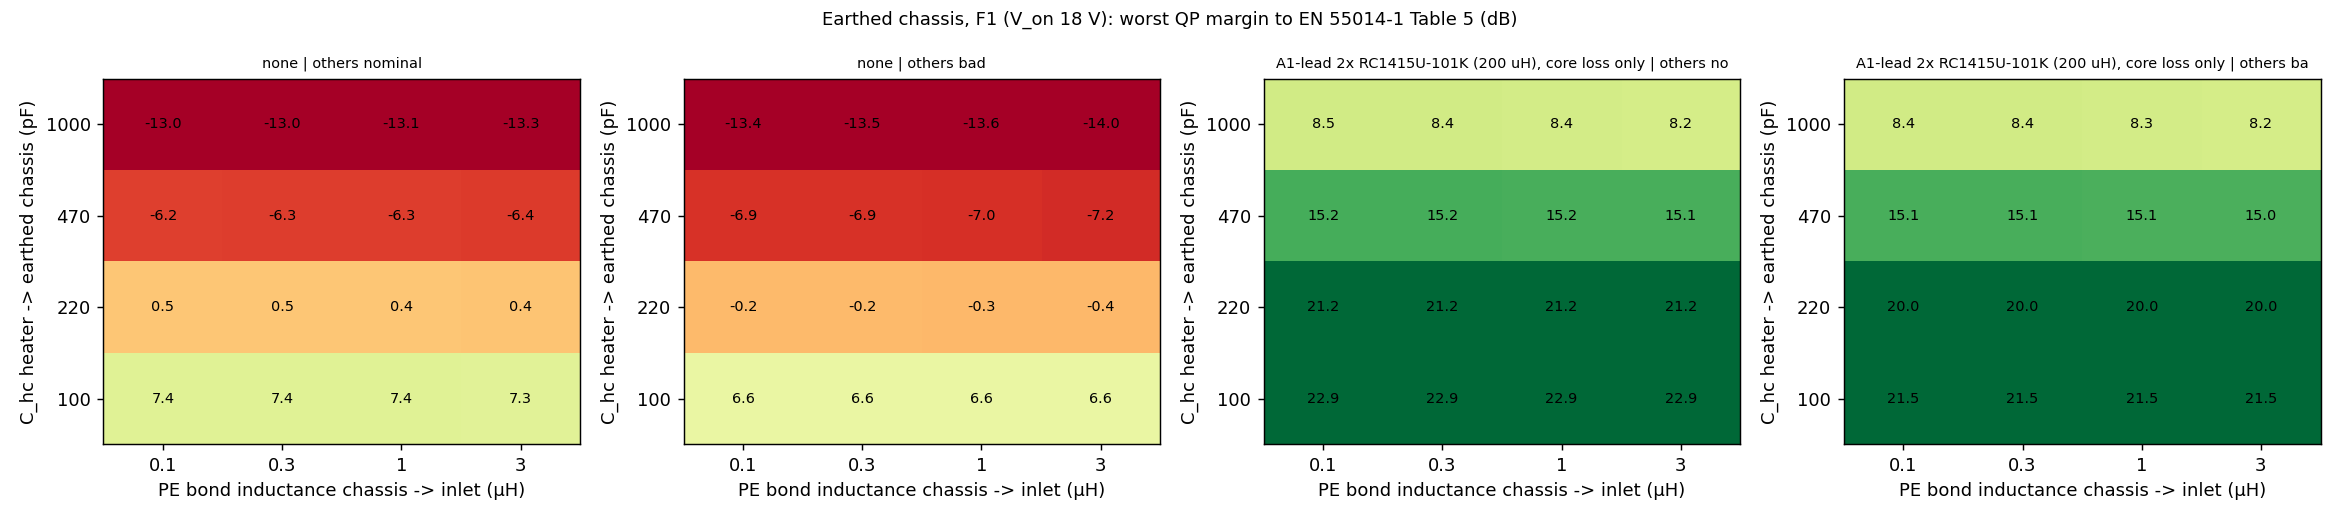 Earthed chassis, F1 (V_on 18 V): worst QP margin to EN 55014-1 Table 5 (dB)
none | others nominal
C_hc heater -> earthed chassis (pF)
1000 -13.0 -13.0 -13.1 -13.3
470 -6.2 -6.3 -6.3 -6.4
220 0.5 0.5 0.4 0.4
100 7.4 7.4 7.4 7.3
0.1 0.3 1 3
PE bond inductance chassis -> inlet (µH)
none | others bad
C_hc heater -> earthed chassis (pF)
1000 -13.4 -13.5 -13.6 -14.0
470 -6.9 -6.9 -7.0 -7.2
220 -0.2 -0.2 -0.3 -0.4
100 6.6 6.6 6.6 6.6
0.1 0.3 1 3
PE bond inductance chassis -> inlet (µH)
A1-lead 2x RC1415U-101K (200 uH), core loss only | others no
C_hc heater -> earthed chassis (pF)
1000 8.5 8.4 8.4 8.2
470 15.2 15.2 15.2 15.1
220 21.2 21.2 21.2 21.2
100 22.9 22.9 22.9 22.9
0.1 0.3 1 3
PE bond inductance chassis -> inlet (µH)
A1-lead 2x RC1415U-101K (200 uH), core loss only | others ba
C_hc heater -> earthed chassis (pF)
1000 8.4 8.4 8.3 8.2
470 15.1 15.1 15.1 15.0
220 20.0 20.0 20.0 20.0
100 21.5 21.5 21.5 21.5
0.1 0.3 1 3
PE bond inductance chassis -> inlet (µH)